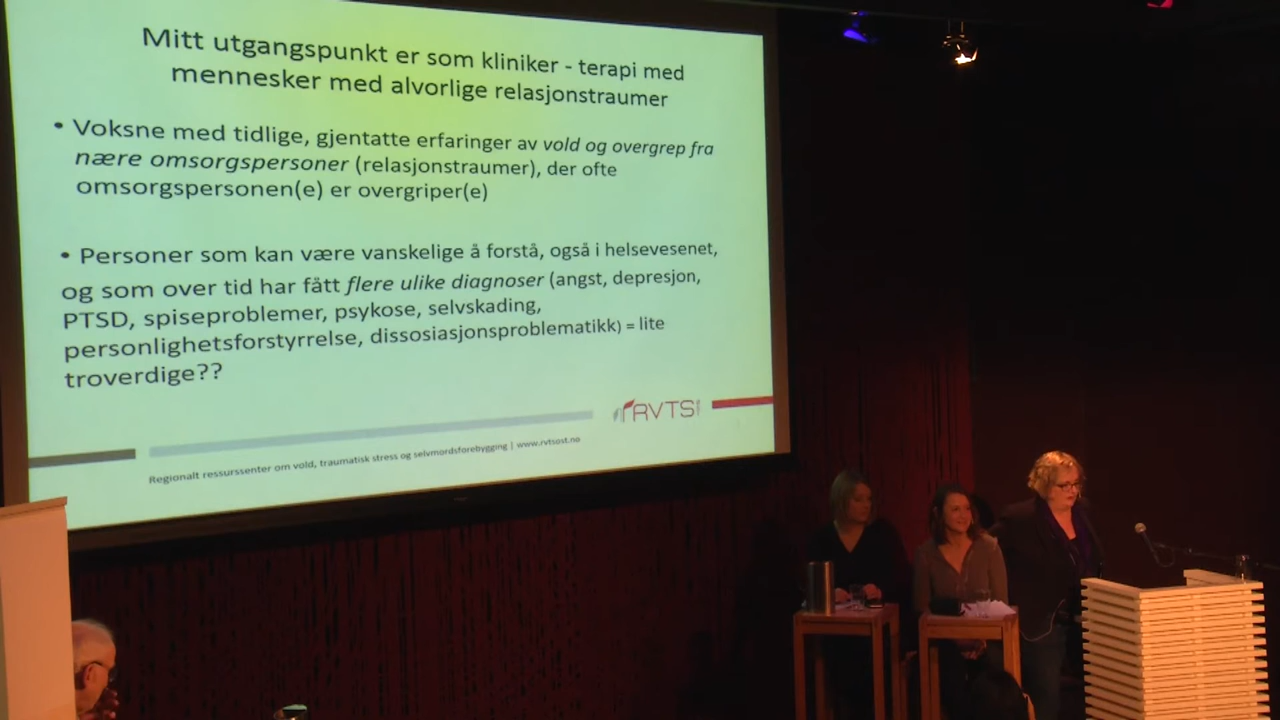 Mitt utgangspunkt er som kliniker - terapi med
mennesker med alvorlige relasjonstraumer
• Voksne med tidlige, gjentatte erfaringer av vold og overgrep fra
nære omsorgspersoner (relasjonstraumer), der ofte
omsorgspersonen(e) er overgriper(e)
• Personer som kan være vanskelige å forstå, også i helsevesenet,
og som over tid har fått flere ulike diagnoser (angst, depresjon,
PTSD, spiseproblemer, psykose, selvskading,
personlighetsforstyrrelse, dissosiasjonsproblematikk) = lite
troverdige??
RVTS
Regionalt ressurssenter om vold, traumatisk stress og selvmordsforebygging | www.rvtsost.no